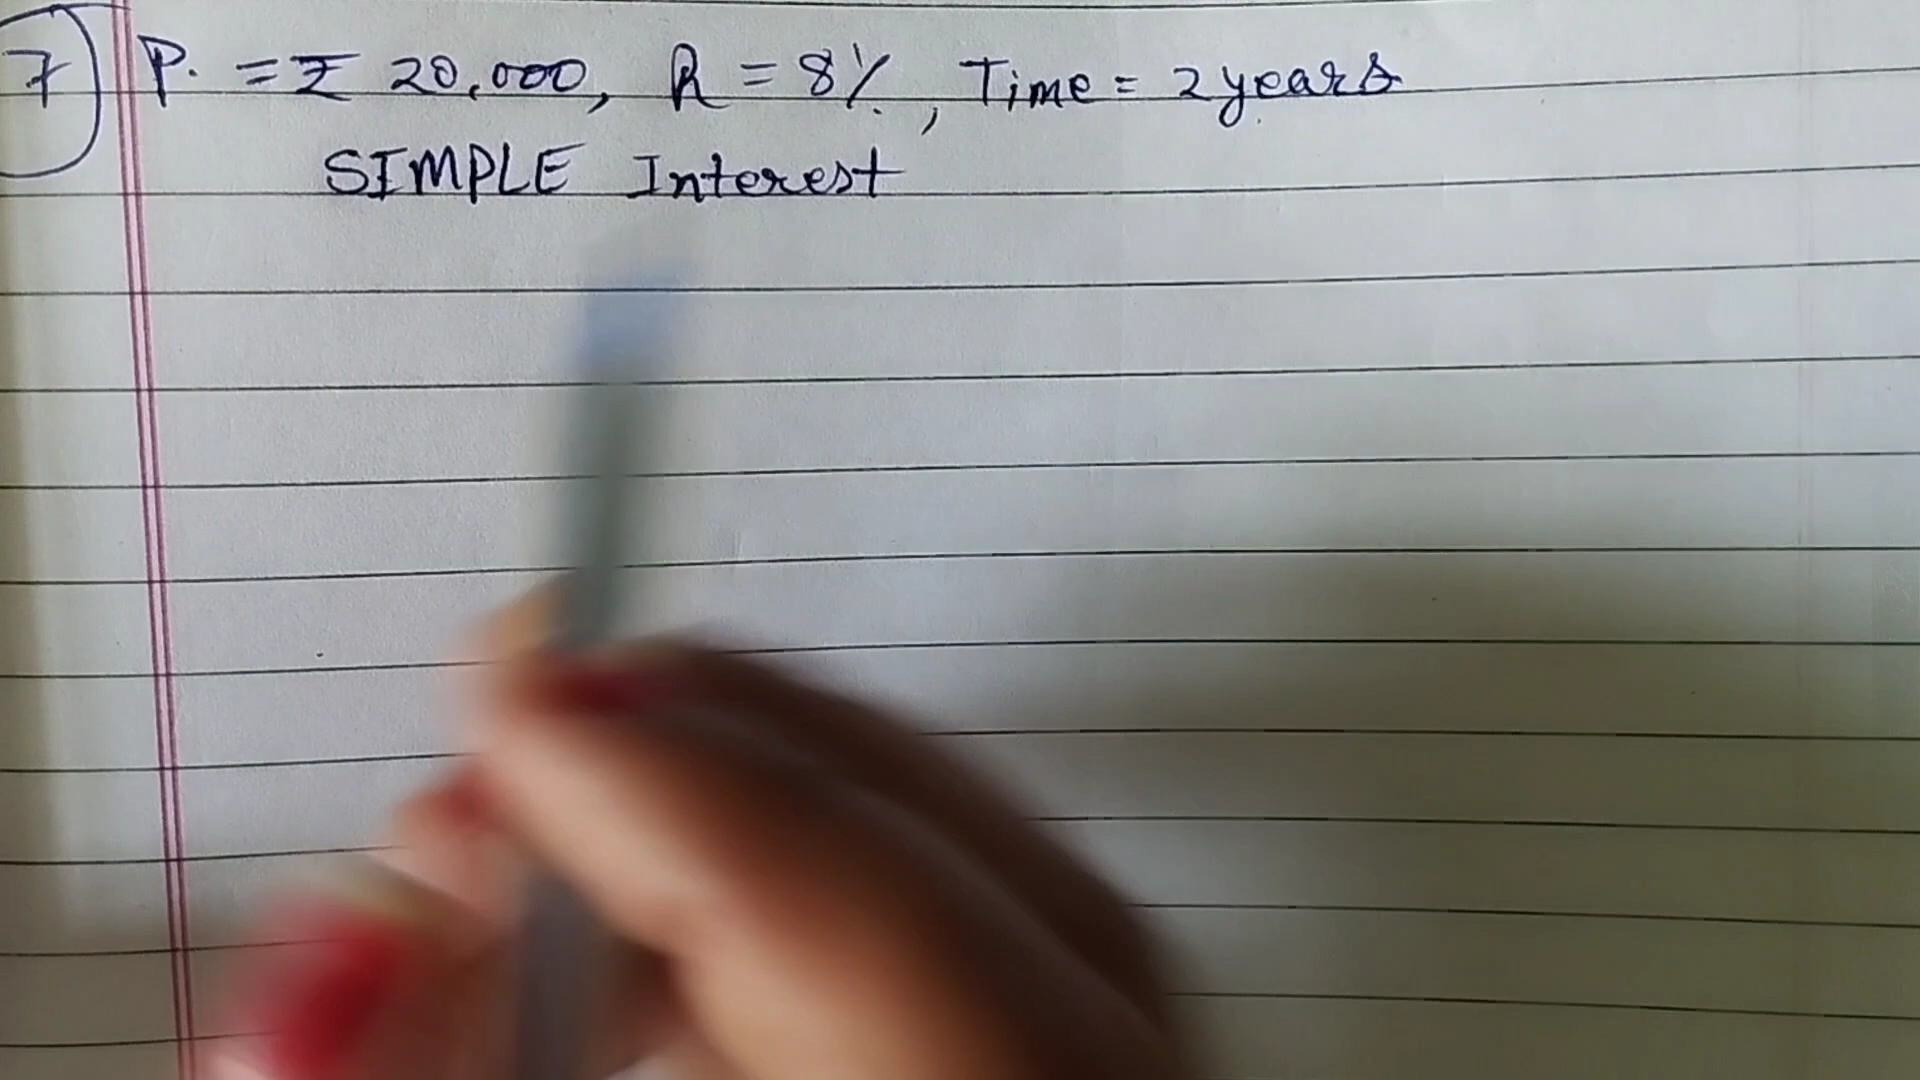 7) P. = ₹ 20,000, R = 8%, Time = 2 years
SIMPLE Interest